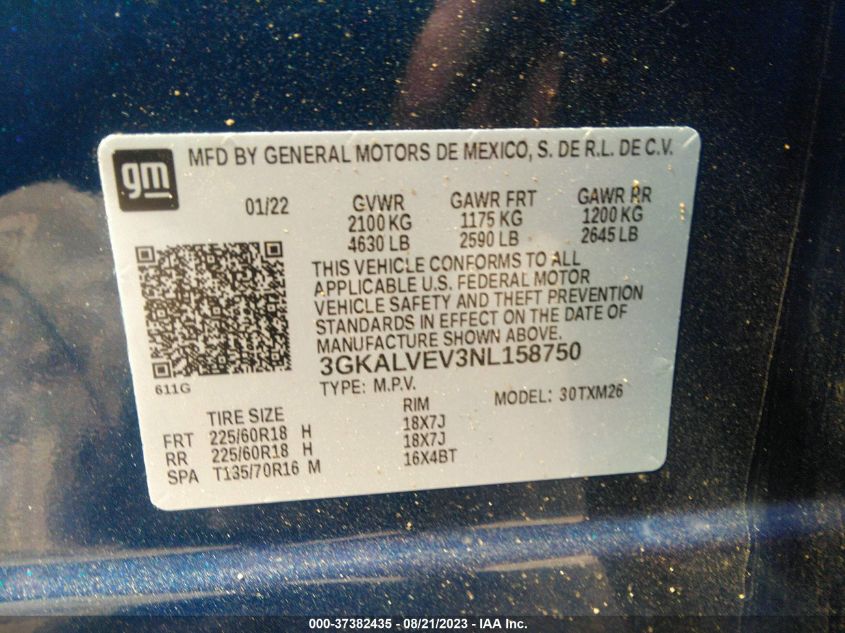 gm
MFD BY GENERAL MOTORS DE MEXICO, S. DE R.L. DE C.V.
01/22 GVWR GAWR FRT GAWR RR
2100 KG 1175 KG 1200 KG
4630 LB 2590 LB 2645 LB
THIS VEHICLE CONFORMS TO ALL
APPLICABLE U.S. FEDERAL MOTOR
VEHICLE SAFETY AND THEFT PREVENTION
STANDARDS IN EFFECT ON THE DATE OF
MANUFACTURE SHOWN ABOVE.
3GKALVEV3NL158750
611G
TYPE: M.P.V. MODEL: 30TXM26
TIRE SIZE RIM
FRT 225/60R18 H 18X7J
RR 225/60R18 H 18X7J
SPA T135/70R16 M 16X4BT
000-37382435 - 08/21/2023 - IAA Inc.